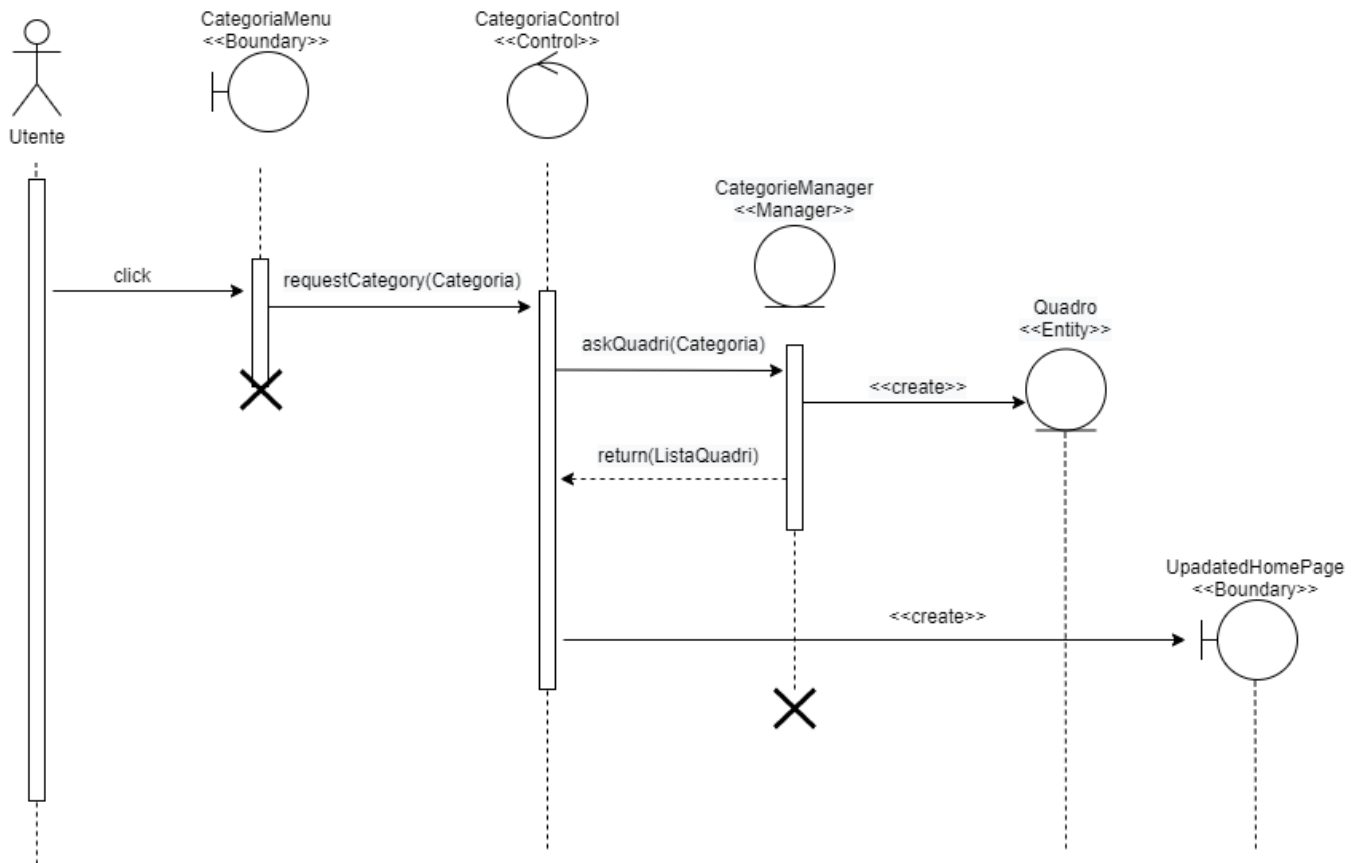 CategoriaMenu
<<Boundary>>
CategoriaControl
<<Control>>
Utente
CategorieManager
<<Manager>>
click
requestCategory(Categoria)
Quadro
<<Entity>>
askQuadri(Categoria)
<<create>>
return(ListaQuadri)
UpadatedHomePage
<<Boundary>>
<<create>>